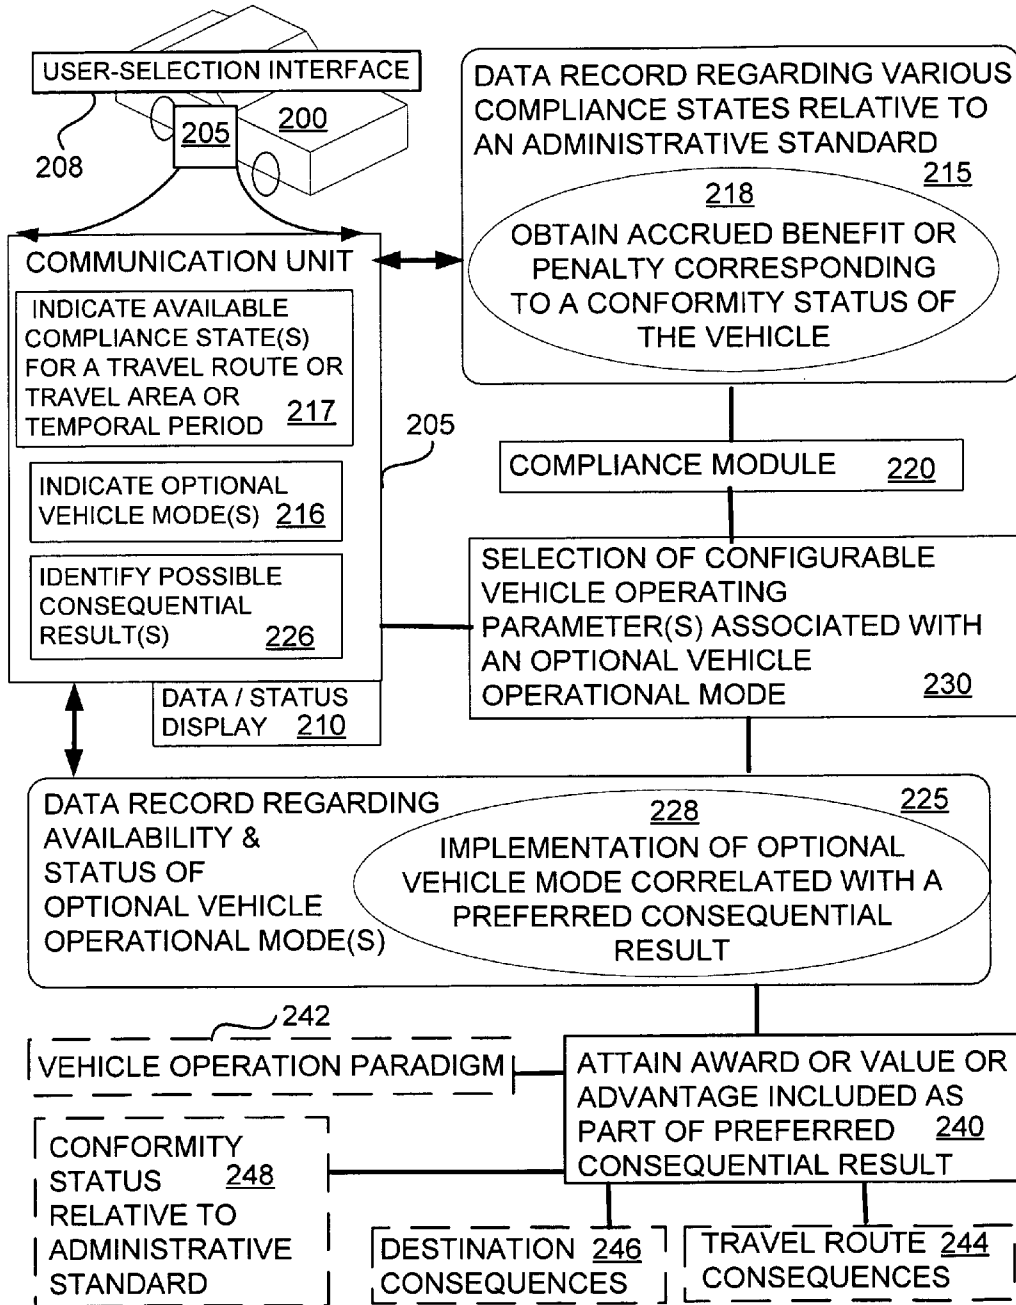 USER-SELECTION INTERFACE
200
205
208
DATA RECORD REGARDING VARIOUS
COMPLIANCE STATES RELATIVE TO
AN ADMINISTRATIVE STANDARD
215
218
OBTAIN ACCRUED BENEFIT OR
PENALTY CORRESPONDING
TO A CONFORMITY STATUS OF
THE VEHICLE
COMMUNICATION UNIT
INDICATE AVAILABLE
COMPLIANCE STATE(S)
FOR A TRAVEL ROUTE OR
TRAVEL AREA OR
TEMPORAL PERIOD 217
205
INDICATE OPTIONAL
VEHICLE MODE(S) 216
IDENTIFY POSSIBLE
CONSEQUENTIAL
RESULT(S) 226
DATA / STATUS
DISPLAY 210
COMPLIANCE MODULE 220
SELECTION OF CONFIGURABLE
VEHICLE OPERATING
PARAMETER(S) ASSOCIATED WITH
AN OPTIONAL VEHICLE
OPERATIONAL MODE 230
DATA RECORD REGARDING
AVAILABILITY &
STATUS OF
OPTIONAL VEHICLE
OPERATIONAL MODE(S)
225
228
IMPLEMENTATION OF OPTIONAL
VEHICLE MODE CORRELATED WITH A
PREFERRED CONSEQUENTIAL
RESULT
242
VEHICLE OPERATION PARADIGM
ATTAIN AWARD OR VALUE OR
ADVANTAGE INCLUDED AS
PART OF PREFERRED 240
CONSEQUENTIAL RESULT
CONFORMITY
STATUS 248
RELATIVE TO
ADMINISTRATIVE
STANDARD
DESTINATION 246
CONSEQUENCES
TRAVEL ROUTE 244
CONSEQUENCES